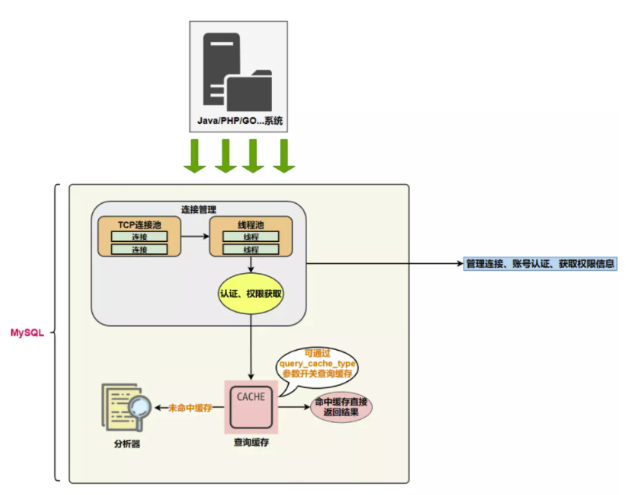 Java/PHP/GO...系统
连接管理
TCP连接池
连接
连接
线程池
线程
线程
认证、权限获取
管理连接、账号认证、获取权限信息
MySQL
可通过
query_cache_type
参数开关查询缓存
CACHE
未命中缓存
命中缓存直接
返回结果
分析器
查询缓存